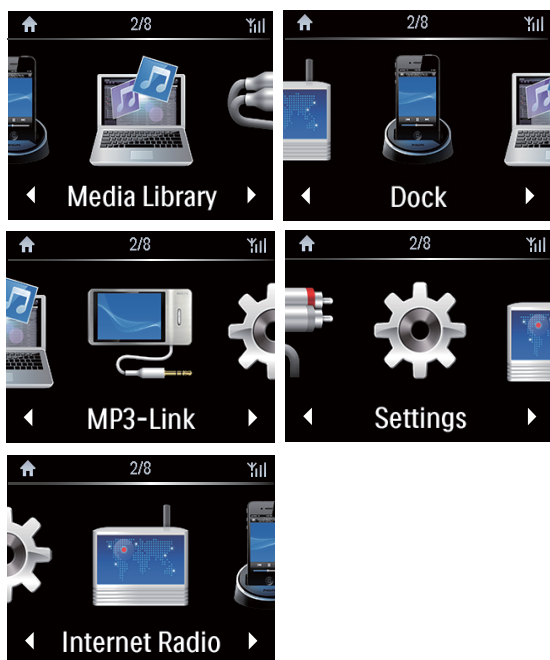 2/8
Media Library
2/8
Dock
2/8
MP3-Link
2/8
Settings
2/8
Internet Radio